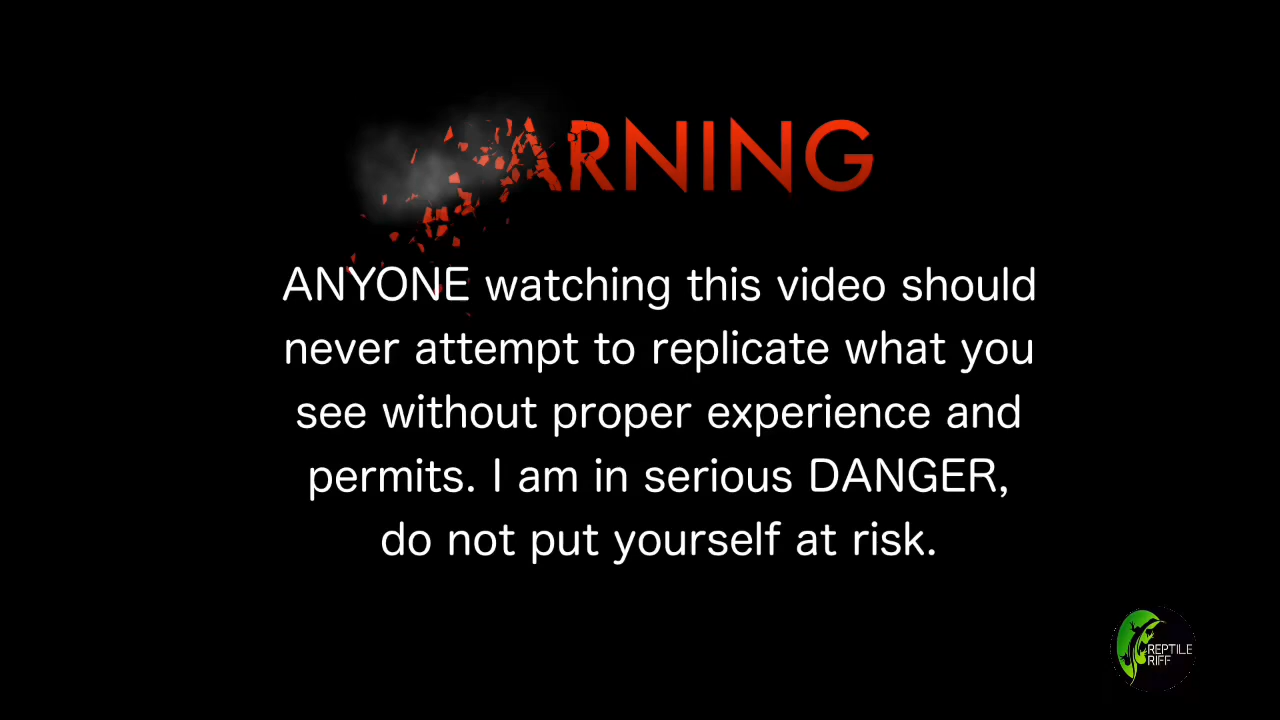 WARNING
ANYONE watching this video should
never attempt to replicate what you
see without proper experience and
permits. I am in serious DANGER,
do not put yourself at risk.
REPTILE
RIFF